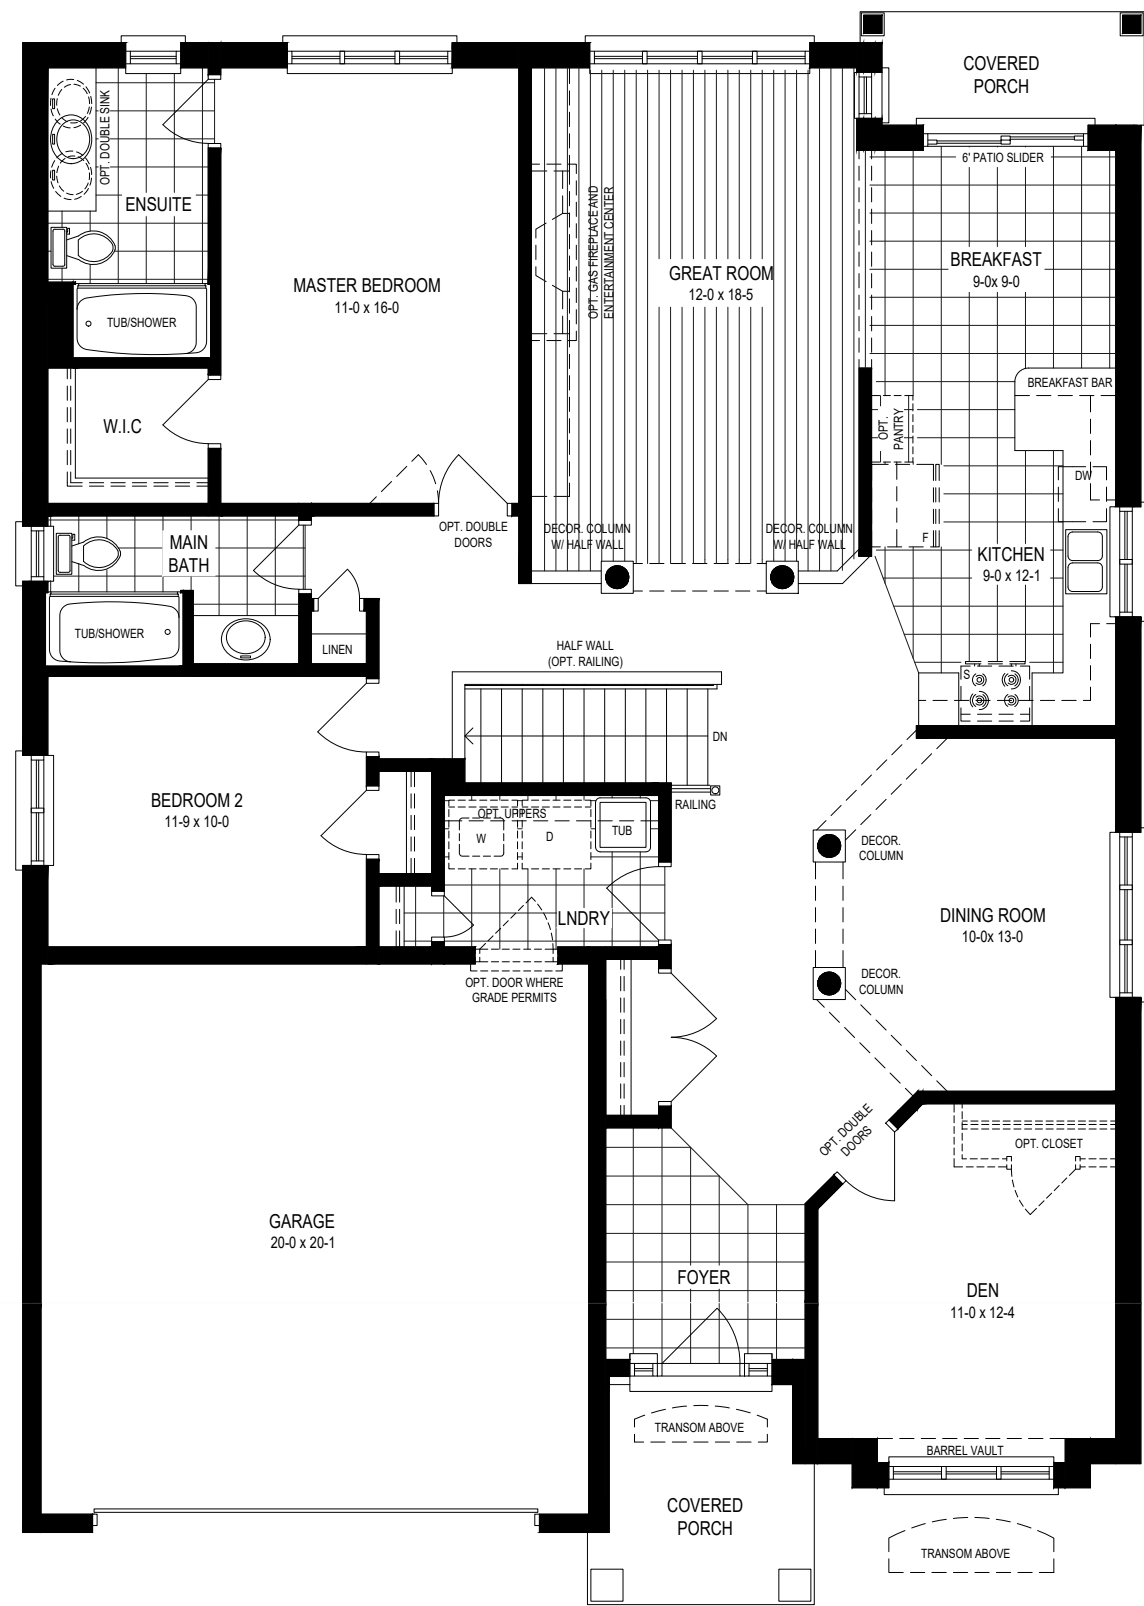 COVERED
PORCH
6' PATIO SLIDER
OPT. DOUBLE SINK
ENSUITE
TUB/SHOWER
MASTER BEDROOM
11-0 x 16-0
OPT. GAS FIREPLACE AND
ENTERTAINMENT CENTER
GREAT ROOM
12-0 x 18-5
BREAKFAST
9-0x 9-0
BREAKFAST BAR
W.I.C
OPT.
PANTRY
DW
OPT. DOUBLE
DOORS
DECOR. COLUMN
W/ HALF WALL
DECOR. COLUMN
W/ HALF WALL
F
KITCHEN
9-0 x 12-1
MAIN
BATH
TUB/SHOWER
LINEN
HALF WALL
(OPT. RAILING)
S
DN
RAILING
BEDROOM 2
11-9 x 10-0
OPT. UPPERS
W
D
TUB
LNDRY
DECOR.
COLUMN
DINING ROOM
10-0x 13-0
DECOR.
COLUMN
OPT. DOOR WHERE
GRADE PERMITS
OPT. DOUBLE
DOORS
OPT. CLOSET
GARAGE
20-0 x 20-1
FOYER
DEN
11-0 x 12-4
TRANSOM ABOVE
BARREL VAULT
COVERED
PORCH
TRANSOM ABOVE